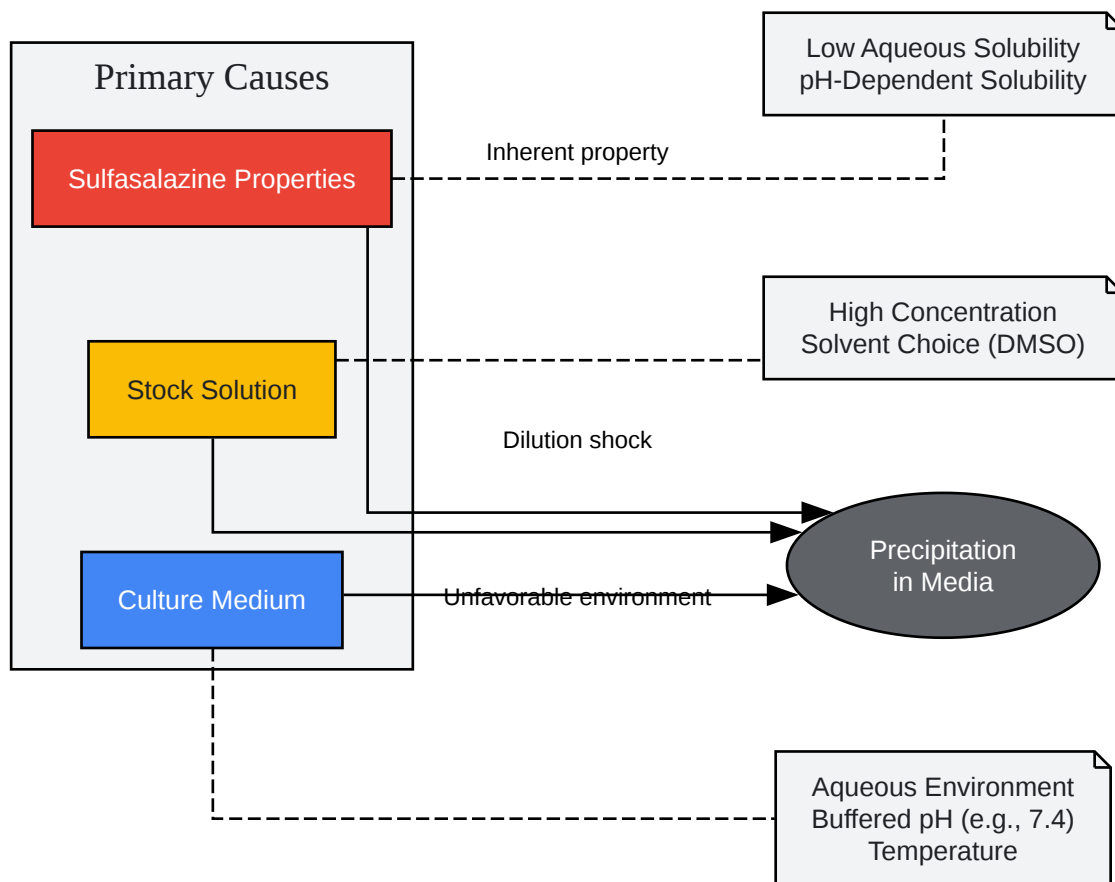 Primary Causes
Low Aqueous Solubility
pH-Dependent Solubility
Inherent property
Sulfasalazine Properties
High Concentration
Solvent Choice (DMSO)
Stock Solution
Dilution shock
Precipitation
in Media
Culture Medium
Unfavorable environment
Aqueous Environment
Buffered pH (e.g., 7.4)
Temperature